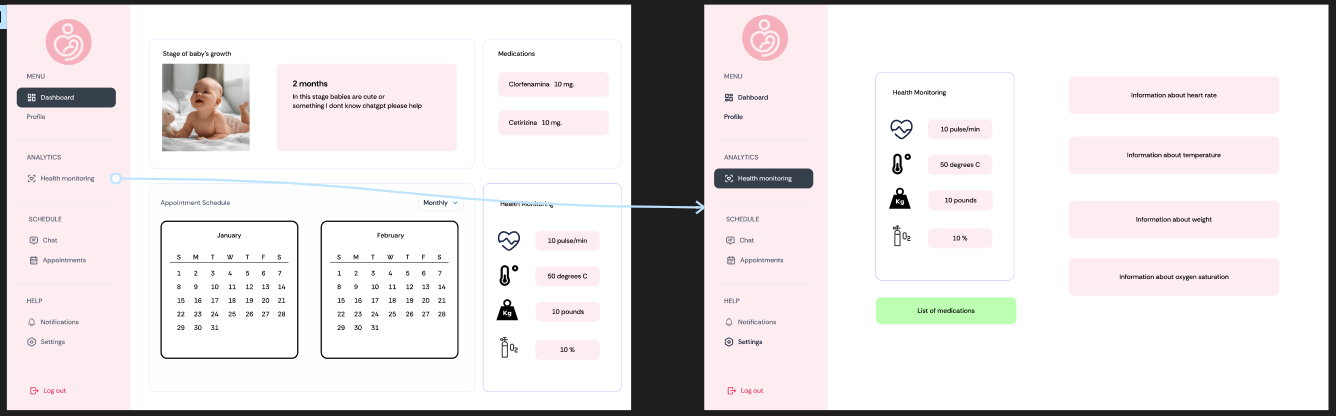 MENU
Dashboard
Profile
ANALYTICS
Health monitoring
SCHEDULE
Chat
Appointments
HELP
Notifications
Settings
Log out
Stage of baby's growth
2 months
In this stage babies are cute or
something I dont know chatgpt please help
Medications
Clorfenamina 10 mg.
Cetirizina 10 mg.
Appointment Schedule
Monthly
January
S M T W T F S
1 2 3 4 5 6 7
8 9 10 11 12 13 14
15 16 17 18 19 20 21
22 23 24 25 26 27 28
29 30 31
February
S M T W T F S
1 2 3 4 5 6 7
8 9 10 11 12 13 14
15 16 17 18 19 20 21
22 23 24 25 26 27 28
29 30 31
Health Monitoring
10 pulse/min
50 degrees C
Kg
10 pounds
O2
10 %
MENU
Dahboard
Profile
ANALYTICS
Health monitoring
SCHEDULE
Chat
Appointments
HELP
Notifications
Settings
Log out
Health Monitoring
10 pulse/min
50 degrees C
Kg
10 pounds
O2
10 %
List of medications
Information about heart rate
Information about temperature
Information about weight
Information about oxygen saturation